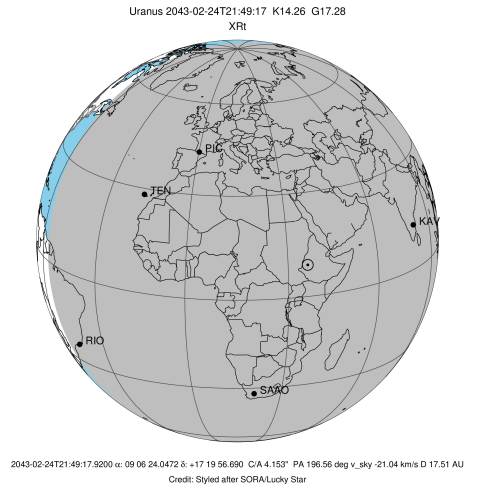 Uranus 2043-02-24T21:49:17  K14.26  G17.28
XRt
PIC
TEN
KAV
RIO
SAAO
2043-02-24T21:49:17.9200 α: 09 06 24.0472 δ: +17 19 56.690  C/A 4.153"  PA 196.56 deg v_sky -21.04 km/s D 17.51 AU
Credit: Styled after SORA/Lucky Star